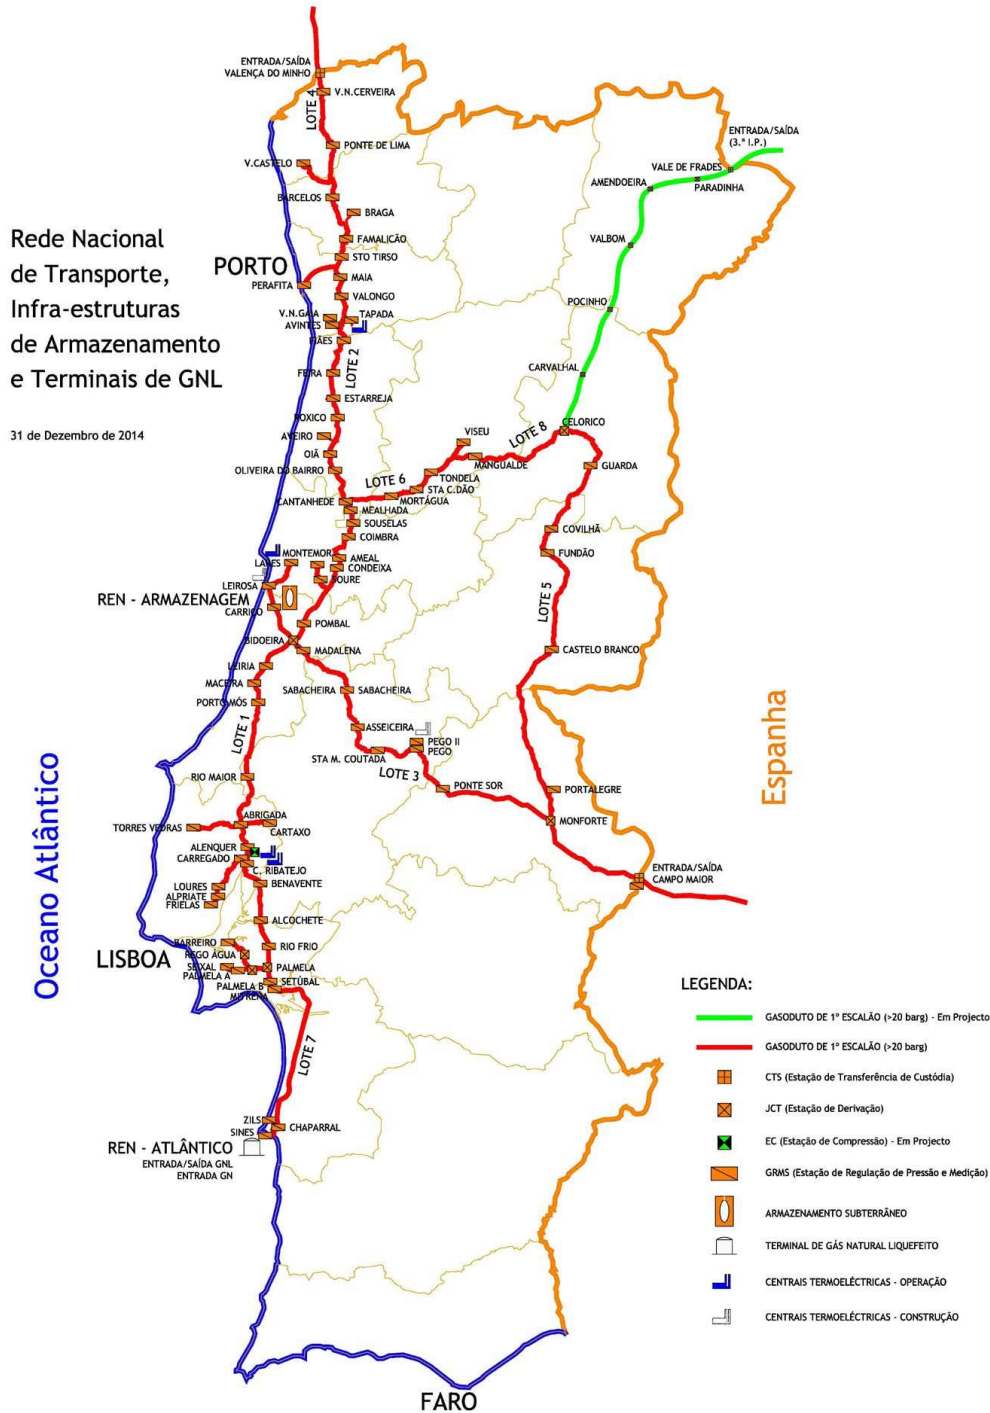 ENTRADA/SAÍDA
VALENÇA DO MINHO
V.N.CERVEIRA
LOTE 4
PONTE DE LIMA
V.CASTELO
BARCELOS
BRAGA
FAMALICÃO
STO TIRSO
PORTO
PERAFITA
MAIA
VALONGO
V.N.GAIA
TAPADA
AVINTES
FIÃES
LOTE 2
FEIRA
ESTARREJA
ROXICO
AVEIRO
OIÃ
OLIVEIRA DO BAIRRO
ENTRADA/SAÍDA
(3.ª I.P.)
VALE DE FRADES
PARADINHA
AMENDOEIRA
VALBOM
POCINHO
CARVALHAL
CELORICO
Rede Nacional
de Transporte,
Infra-estruturas
de Armazenamento
e Terminais de GNL
31 de Dezembro de 2014
VISEU
LOTE 8
MANGUALDE
GUARDA
TONDELA
LOTE 6
STA C.DÃO
MORTÁGUA
CANTANHEDE
MEALHADA
SOUSELAS
COIMBRA
COVILHÃ
FUNDÃO
MONTEMOR
AMEAL
LARES
CONDEIXA
SOURE
LEIROSA
REN - ARMAZENAGEM
CARRIÇO
LOTE 5
POMBAL
BIDOEIRA
MADALENA
CASTELO BRANCO
LEIRIA
MACEIRA
SABACHEIRA
SABACHEIRA
PORTO MÓS
LOTE 1
ASSEICEIRA
PEGO II
PEGO
STA M. COUTADA
LOTE 3
RIO MAIOR
PONTE SOR
PORTALEGRE
MONFORTE
ABRIGADA
TORRES VEDRAS
CARTAXO
ALENQUER
CARREGADO
C. RIBATEJO
BENAVENTE
LOURES
ALPRIATE
FRIELAS
ENTRADA/SAÍDA
CAMPO MAIOR
Espanha
Oceano Atlântico
ALCOCHETE
BARREIRO
RIO FRIO
REGO ÁGUA
LISBOA
SEIXAL
PALMELA
PALMELA A
SETÚBAL
PALMELA B
MITRENA
LOTE 7
ZILS
CHAPARRAL
SINES
REN - ATLÂNTICO
ENTRADA/SAÍDA GNL
ENTRADA GN
FARO
LEGENDA:
GASODUTO DE 1º ESCALÃO (>20 barg) - Em Projecto
GASODUTO DE 1º ESCALÃO (>20 barg)
CTS (Estação de Transferência de Custódia)
JCT (Estação de Derivação)
EC (Estação de Compressão) - Em Projecto
GRMS (Estação de Regulação de Pressão e Medição)
ARMAZENAMENTO SUBTERRÂNEO
TERMINAL DE GÁS NATURAL LIQUEFEITO
CENTRAIS TERMOELÉCTRICAS - OPERAÇÃO
CENTRAIS TERMOELÉCTRICAS - CONSTRUÇÃO